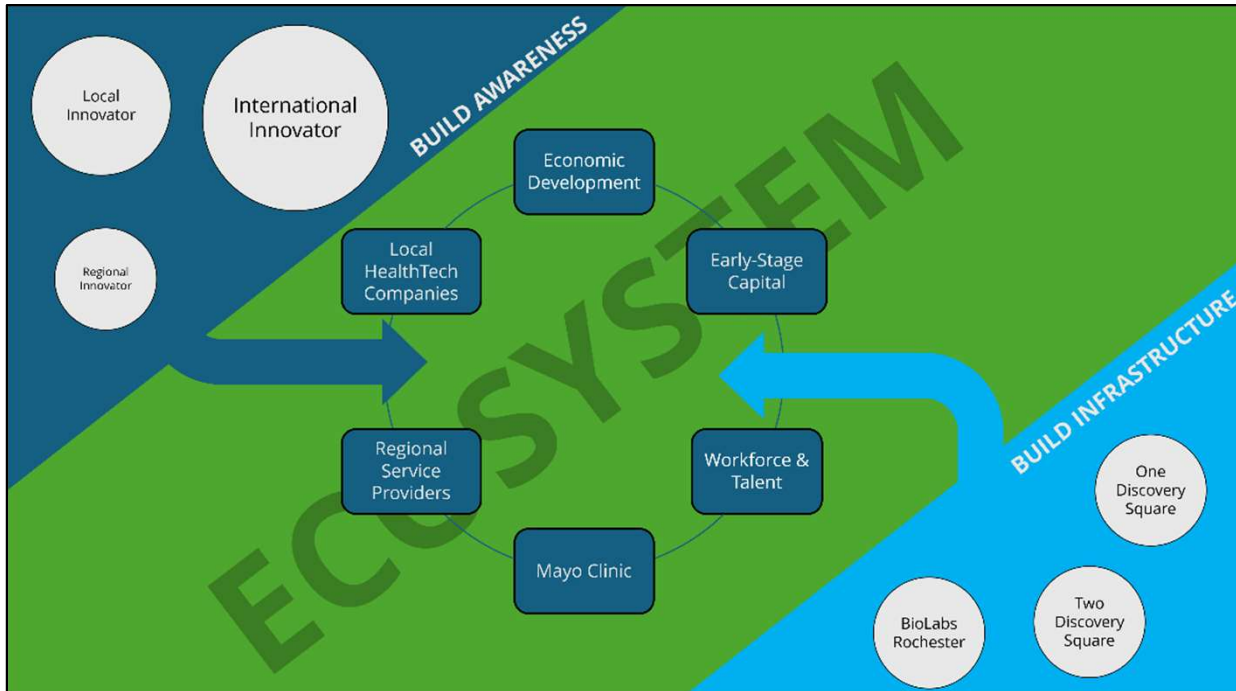 Local
Innovator
International
Innovator
Regional
Innovator
BUILD AWARENESS
ECOSYSTEM
Economic
Development
Local
HealthTech
Companies
Early-Stage
Capital
Regional
Service
Providers
Workforce &
Talent
Mayo Clinic
BUILD INFRASTRUCTURE
One
Discovery
Square
BioLabs
Rochester
Two
Discovery
Square